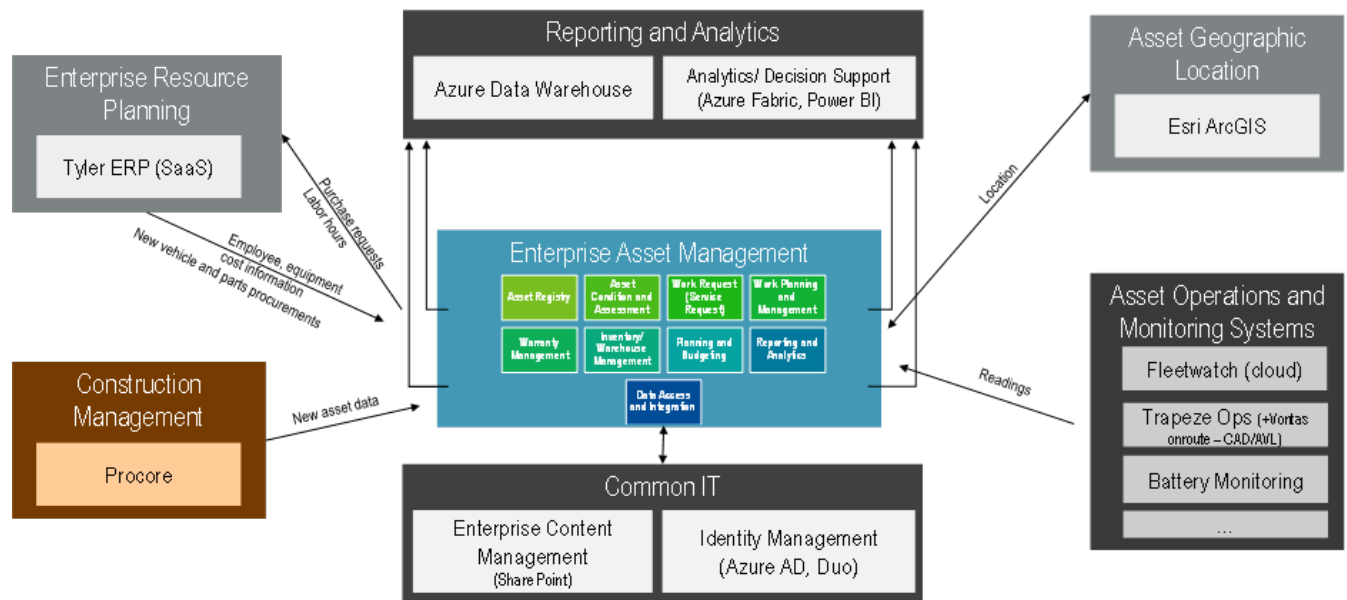 Reporting and Analytics
Azure Data Warehouse
Analytics/ Decision Support
(Azure Fabric, Power BI)
Enterprise Resource
Planning
Tyler ERP (SaaS)
Asset Geographic
Location
Esri ArcGIS
Purchase requests
Labor hours
Employee, equipment
cost information
New vehicle and parts procurements
Location
Enterprise Asset Management
Asset Registry
Asset
Condition and
Assessment
Work Request
(Service
Request)
Work Planning
and
Management
Warranty
Management
Inventory/
Warehouse
Management
Planning and
Budgeting
Reporting and
Analytics
Data Access
and Integration
Construction
Management
Procore
New asset data
Readings
Asset Operations and
Monitoring Systems
Fleetwatch (cloud)
Trapeze Ops (+Vontas
onroute – CAD/AVL)
Battery Monitoring
...
Common IT
Enterprise Content
Management
(Share Point)
Identity Management
(Azure AD, Duo)